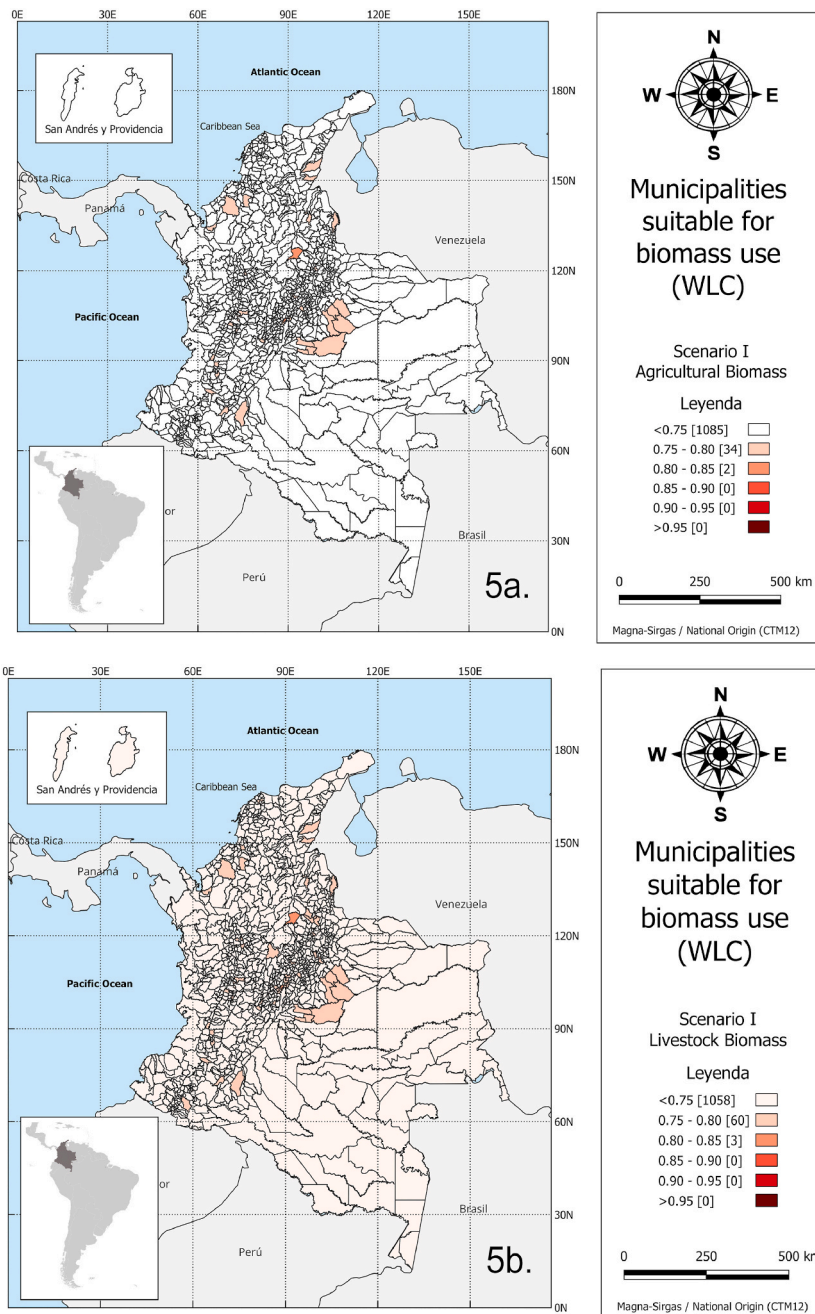 0E 30E 60E 90E 120E 150E
Atlantic Ocean
180N
San Andrés y Providencia
Caribbean Sea
Costa Rica
Panamá
150N
Venezuela
120N
Pacific Ocean
90N
60N
or
30N
Brasil
Perú
5a.
0N
N
W E
S
Municipalities
suitable for
biomass use
(WLC)
Scenario I
Agricultural Biomass
Leyenda
<0.75 [1085]
0.75 - 0.80 [34]
0.80 - 0.85 [2]
0.85 - 0.90 [0]
0.90 - 0.95 [0]
>0.95 [0]
0 250 500 km
Magna-Sirgas / National Origin (CTM12)
0E 30E 60E 90E 120E 150E
Atlantic Ocean
180N
San Andrés y Providencia
Caribbean Sea
Costa Rica
Panamá
150N
Venezuela
120N
Pacific Ocean
90N
60N
or
30N
Brasil
Perú
5b.
0N
N
W E
S
Municipalities
suitable for
biomass use
(WLC)
Scenario I
Livestock Biomass
Leyenda
<0.75 [1058]
0.75 - 0.80 [60]
0.80 - 0.85 [3]
0.85 - 0.90 [0]
0.90 - 0.95 [0]
>0.95 [0]
0 250 500 km
Magna-Sirgas / National Origin (CTM12)